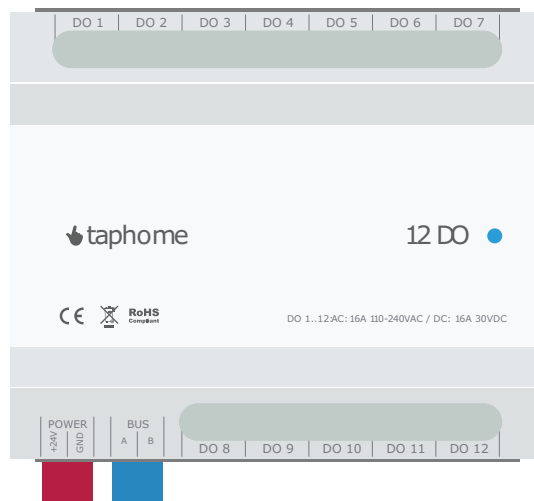 DO 1 DO 2 DO 3 DO 4 DO 5 DO 6 DO 7
taphome 12 DO
CE RoHS
Compliant
DO 1..12:AC: 16A 110-240VAC / DC: 16A 30VDC
POWER BUS
+24V GND A B
DO 8 DO 9 DO 10 DO 11 DO 12